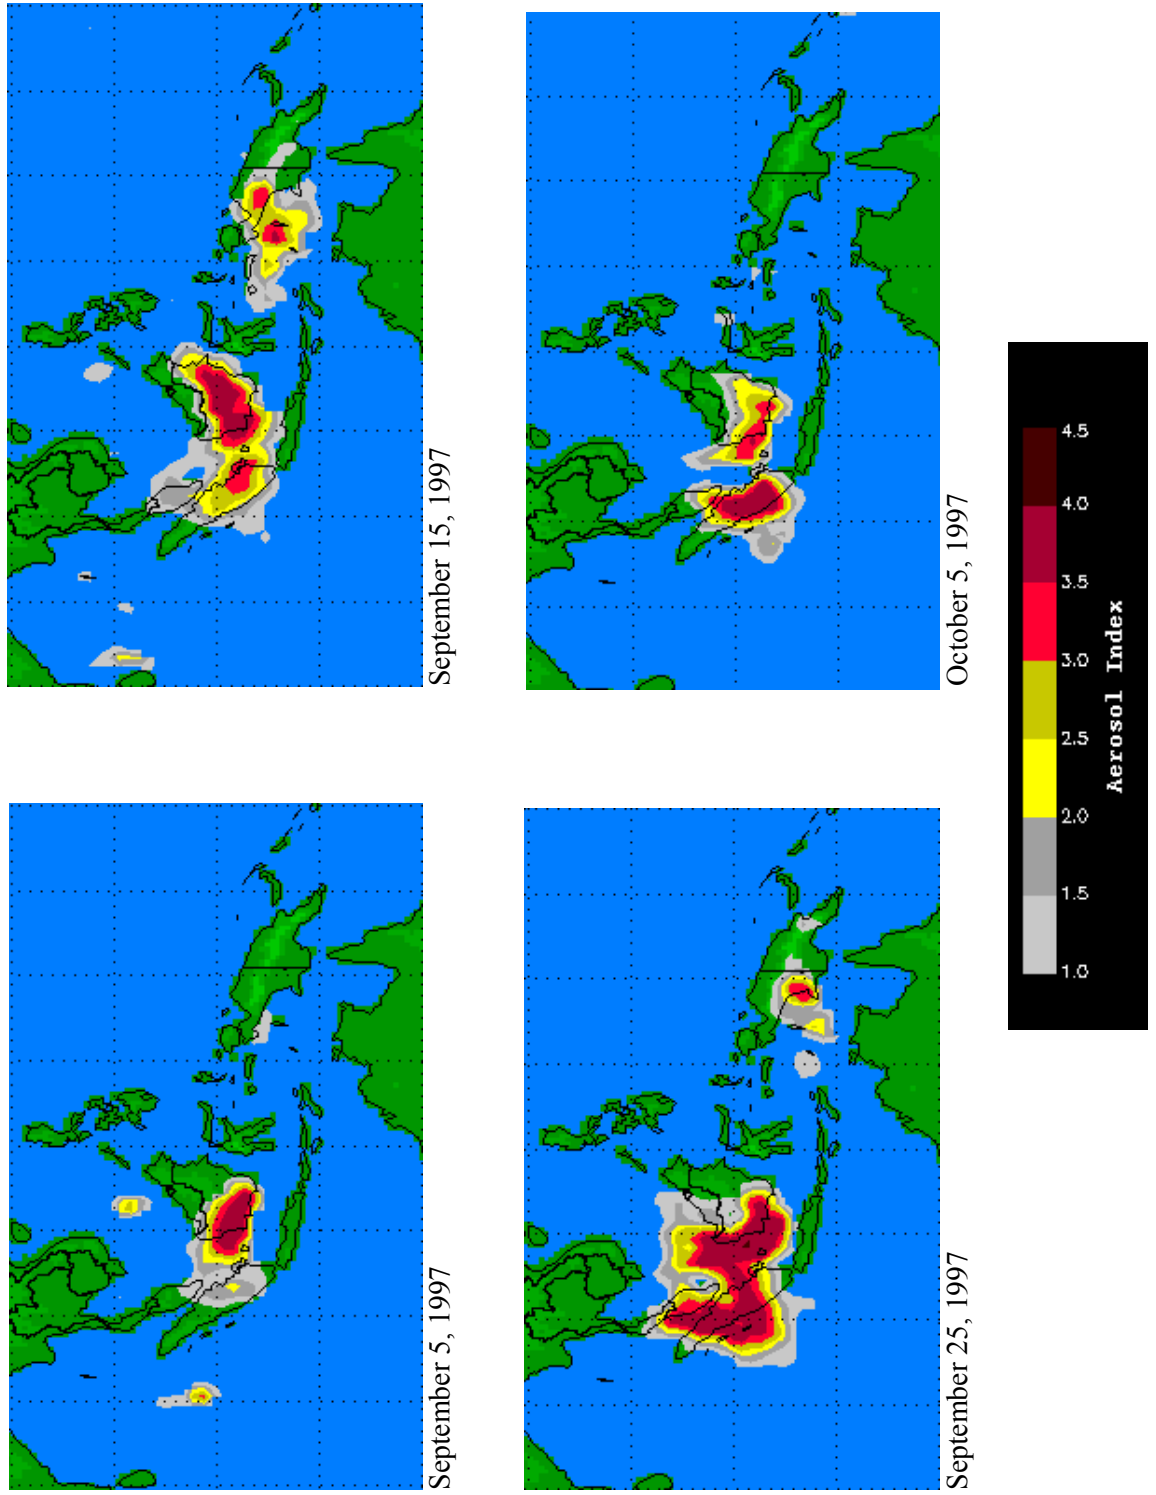 September 5, 1997
September 15, 1997
September 25, 1997
October 5, 1997
1.0 1.5 2.0 2.5 3.0 3.5 4.0 4.5
Aerosol Index